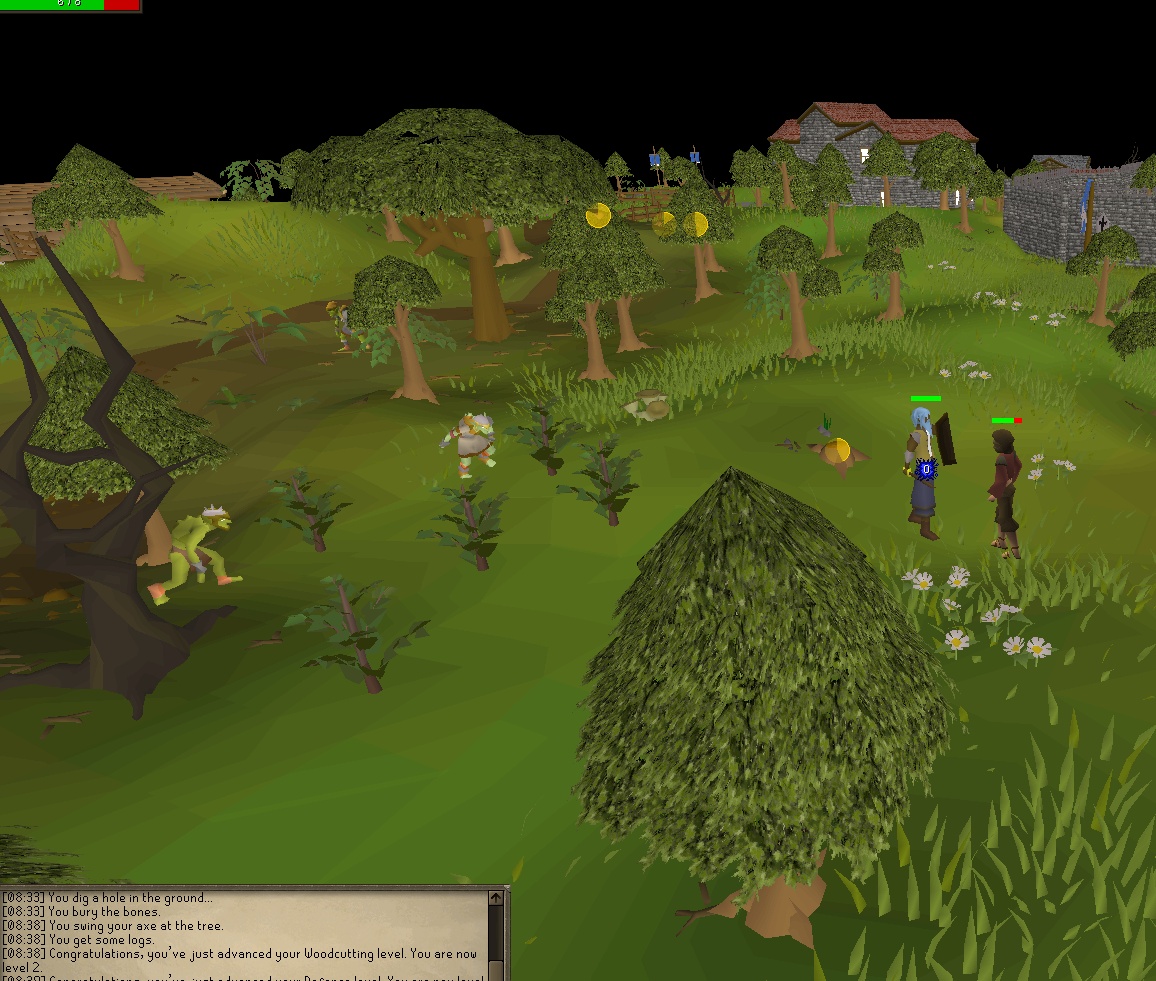 [08:33] You dig a hole in the ground...
[08:33] You bury the bones.
[08:38] You swing your axe at the tree.
[08:38] You get some logs.
[08:38] Congratulations, you've just advanced your Woodcutting level. You are now
level 2.
0